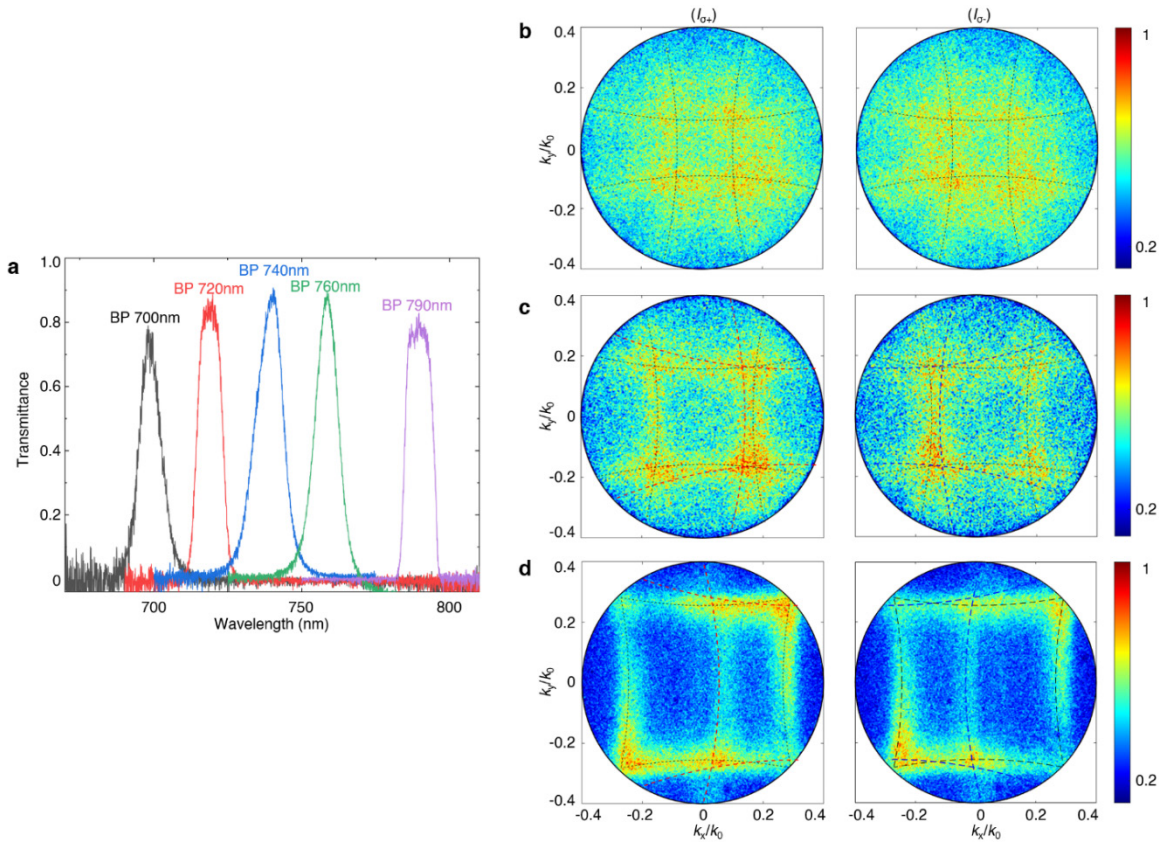 a
Transmittance
1.0
0.8
0.6
0.4
0.2
0
BP 700nm
BP 720nm
BP 740nm
BP 760nm
BP 790nm
700 750 800
Wavelength (nm)
(Iσ+) (Iσ-)
b
0.4
0.2
0
-0.2
-0.4
ky/k0
1
0.2
c
0.4
0.2
0
-0.2
-0.4
ky/k0
1
0.2
d
0.4
0.2
0
-0.2
-0.4
ky/k0
1
0.2
-0.4 -0.2 0 0.2 0.4 -0.4 -0.2 0 0.2 0.4
kx/k0 kx/k0